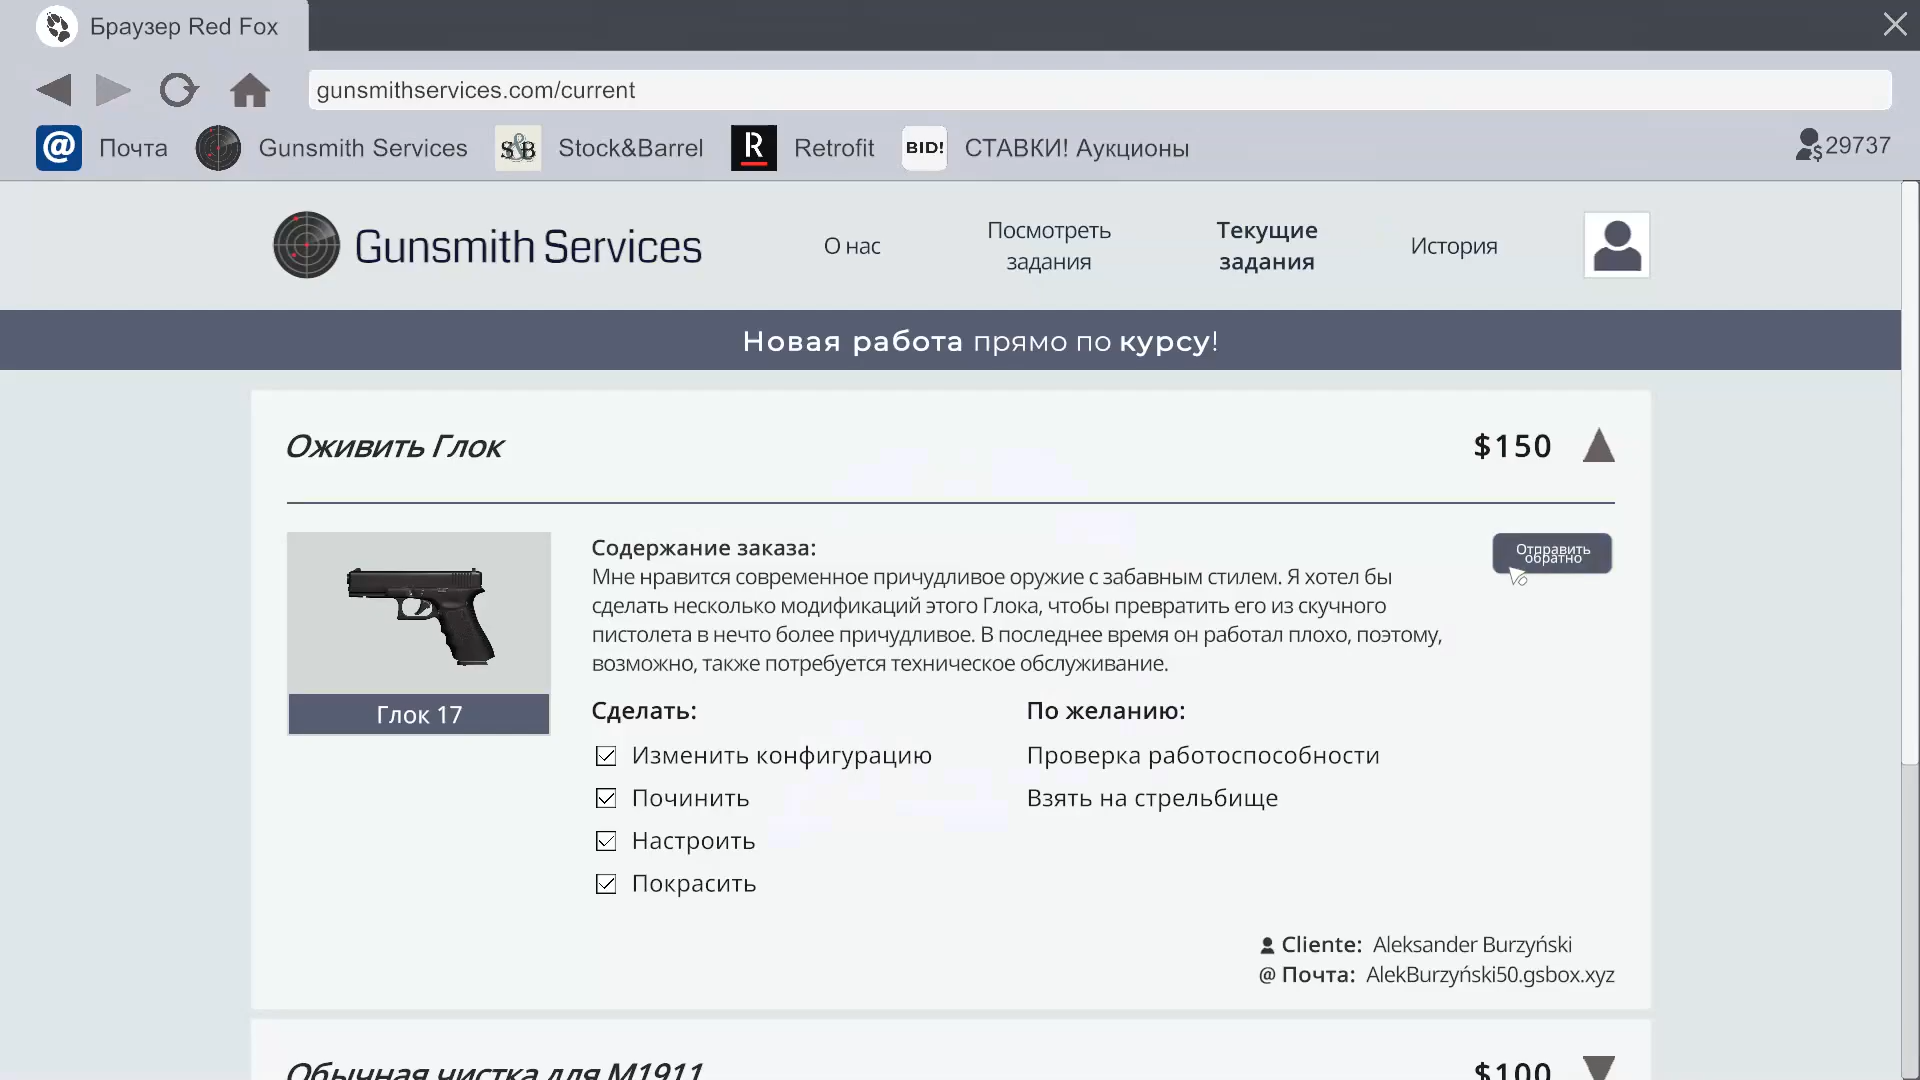 Браузер Red Fox
gunsmithservices.com/current
@ Почта
Gunsmith Services
S&B Stock&Barrel
R Retrofit
BID! СТАВКИ! Аукционы
$ 29737
Gunsmith Services
О нас
Посмотреть
задания
Текущие
задания
История
Новая работа прямо по курсу!
Оживить Глок
$150
Содержание заказа:
Мне нравится современное причудливое оружие с забавным стилем. Я хотел бы
сделать несколько модификаций этого Глока, чтобы превратить его из скучного
пистолета в нечто более причудливое. В последнее время он работал плохо, поэтому,
возможно, также потребуется техническое обслуживание.
Отправить
обратно
Глок 17
Сделать:
Изменить конфигурацию
Починить
Настроить
Покрасить
По желанию:
Проверка работоспособности
Взять на стрельбище
Cliente: Aleksander Burzyński
@ Почта: AlekBurzyński50.gsbox.xyz
Обычная чистка для M1911
$100